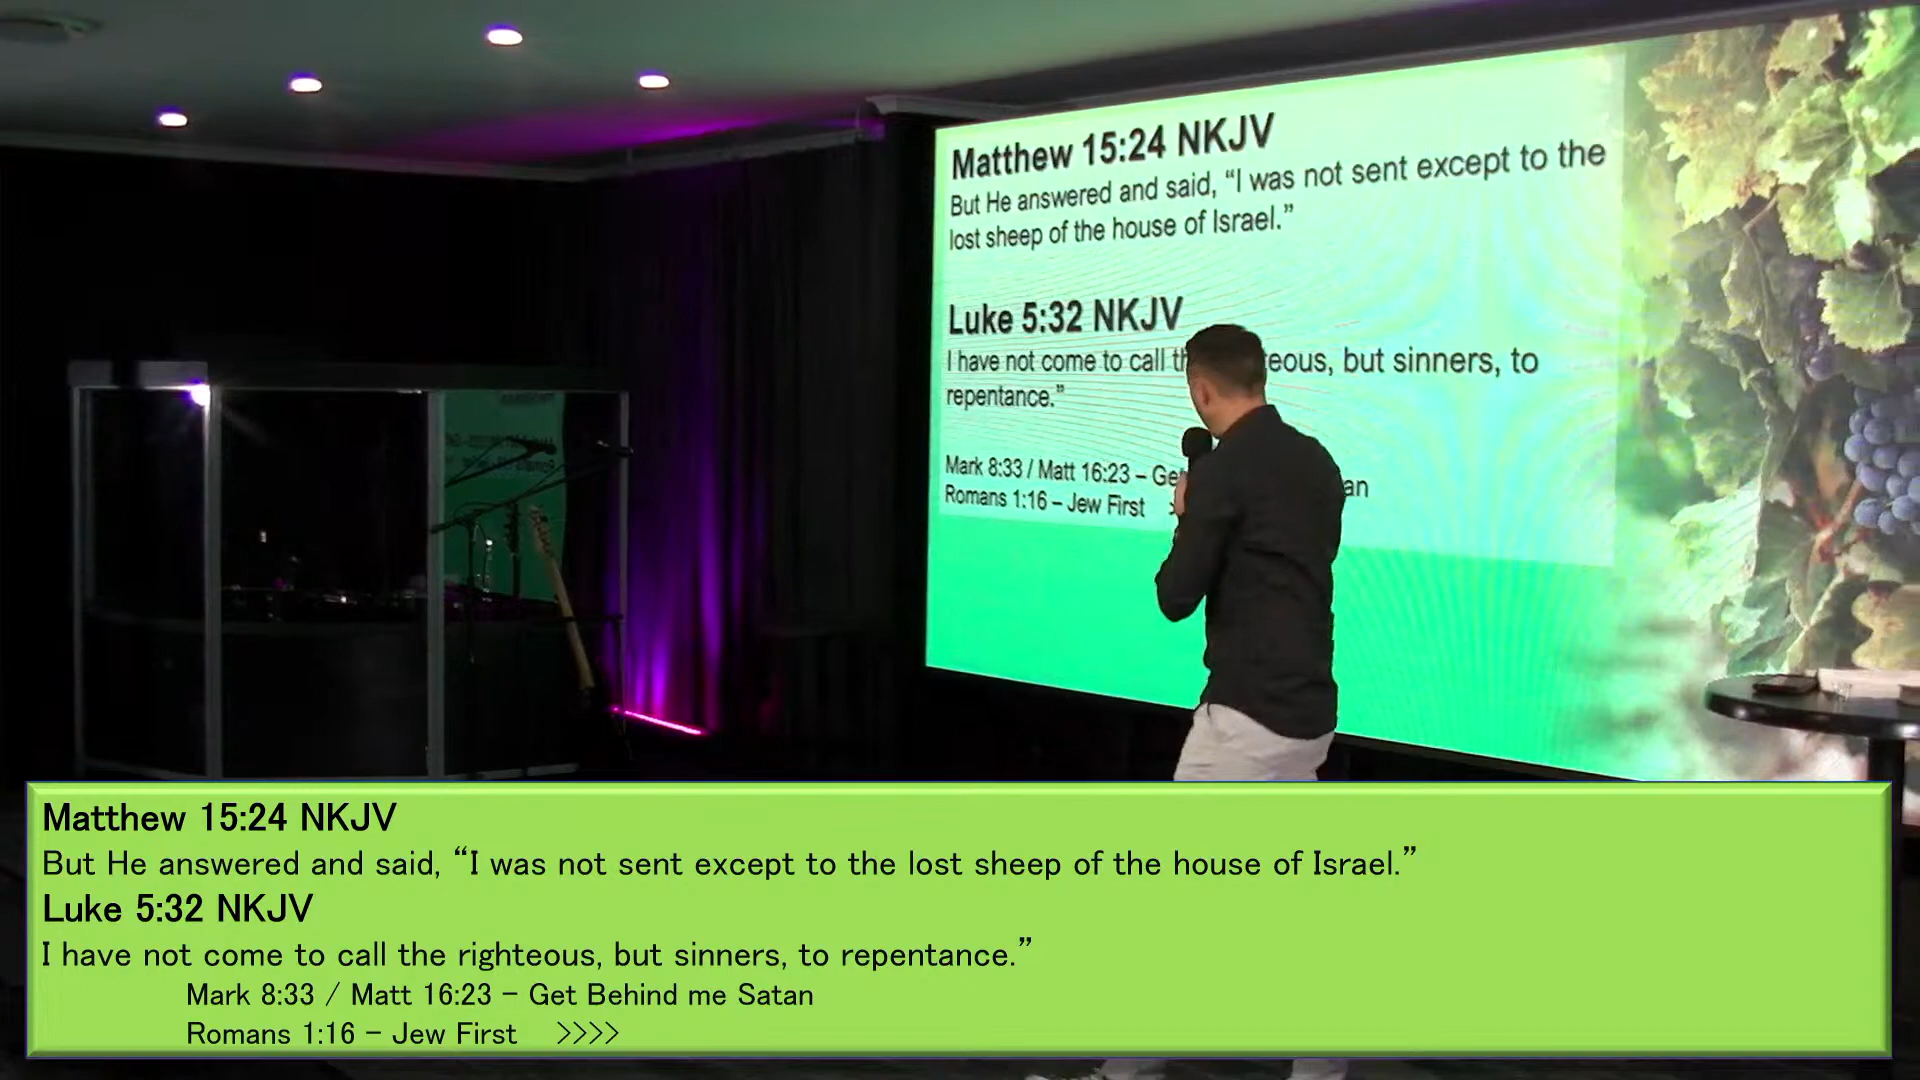 Matthew 15:24 NKJV
But He answered and said, “I was not sent except to the
lost sheep of the house of Israel.”
Luke 5:32 NKJV
I have not come to call but sinners, to
repentance.”
Mark 8:33 / Matt 16:23 –
Romans 1:16 – Jew First
Matthew 15:24 NKJV
But He answered and said, “I was not sent except to the lost sheep of the house of Israel.”
Luke 5:32 NKJV
I have not come to call the righteous, but sinners, to repentance.”
Mark 8:33 / Matt 16:23 – Get Behind me Satan
Romans 1:16 – Jew First >>>>